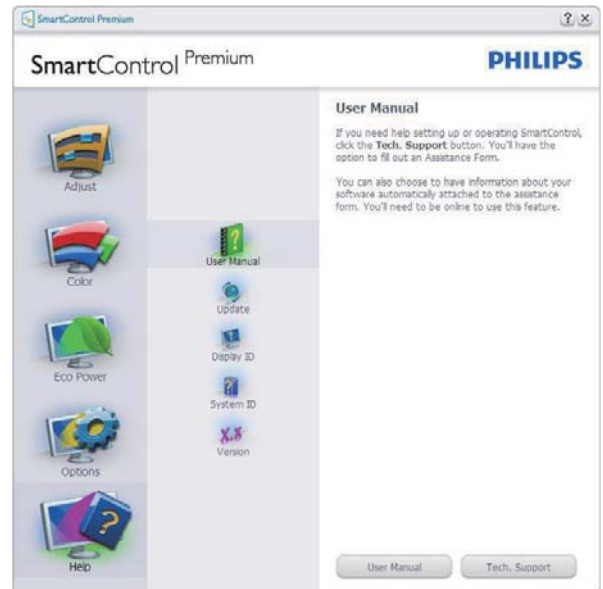 SmartControl Premium
SmartControl Premium
PHILIPS
Adjust
Color
Eco Power
Options
Help
User Manual
Update
Display ID
System ID
X.X
Version
User Manual
If you need help setting up or operating SmartControl,
click the Tech. Support button. You'll have the
option to fill out an Assistance Form.
You can also choose to have information about your
software automatically attached to the assistance
form. You'll need to be online to use this feature.
User Manual
Tech. Support